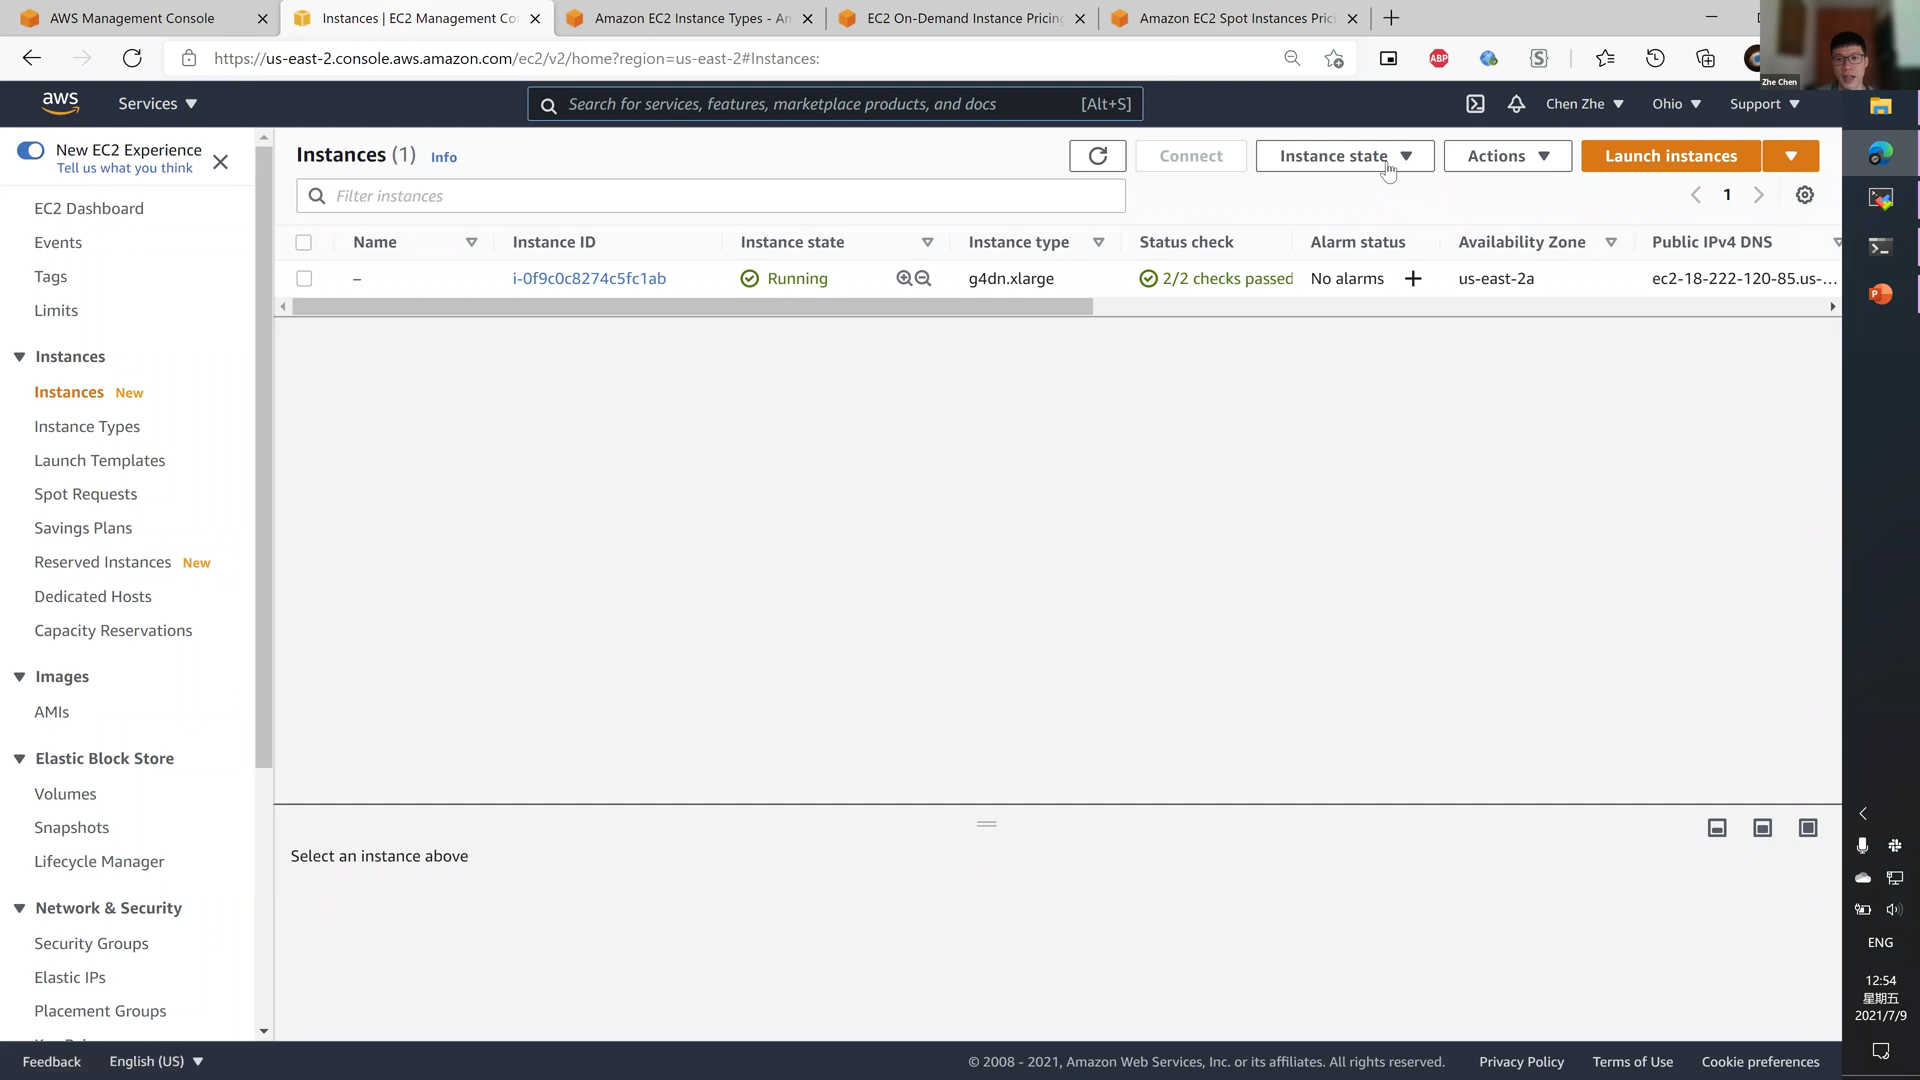 AWS Management Console
Instances | EC2 Management Co
Amazon EC2 Instance Types - Am
EC2 On-Demand Instance Pricing
Amazon EC2 Spot Instances Prici
https://us-east-2.console.aws.amazon.com/ec2/v2/home?region=us-east-2#Instances:
ABP
Zhe Chen
aws
Services
Search for services, features, marketplace products, and docs
[Alt+S]
Chen Zhe
Ohio
Support
New EC2 Experience
Tell us what you think
EC2 Dashboard
Events
Tags
Limits
Instances
Instances New
Instance Types
Launch Templates
Spot Requests
Savings Plans
Reserved Instances New
Dedicated Hosts
Capacity Reservations
Images
AMIs
Elastic Block Store
Volumes
Snapshots
Lifecycle Manager
Network & Security
Security Groups
Elastic IPs
Placement Groups
Instances (1) Info
Connect
Instance state
Actions
Launch instances
Filter instances
1
Name
Instance ID
Instance state
Instance type
Status check
Alarm status
Availability Zone
Public IPv4 DNS
–
i-0f9c0c8274c5fc1ab
Running
g4dn.xlarge
2/2 checks passed
No alarms
us-east-2a
ec2-18-222-120-85.us-...
Select an instance above
ENG
12:54
星期五
2021/7/9
Feedback
English (US)
© 2008 - 2021, Amazon Web Services, Inc. or its affiliates. All rights reserved.
Privacy Policy
Terms of Use
Cookie preferences